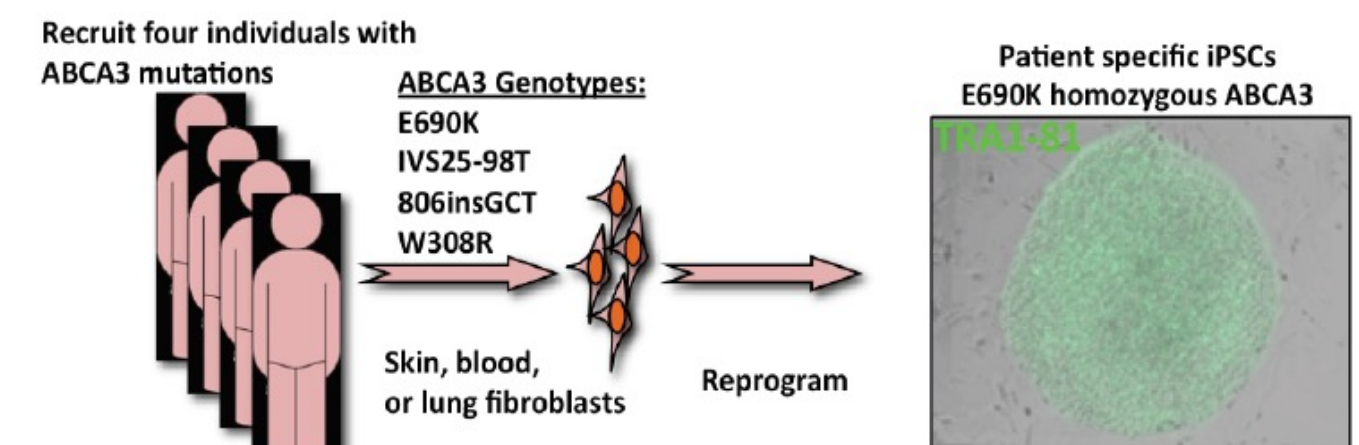 Recruit four individuals with
ABCA3 mutations
ABCA3 Genotypes:
E690K
IVS25-98T
806insGCT
W308R
Skin, blood,
or lung fibroblasts
Reprogram
Patient specific iPSCs
E690K homozygous ABCA3
TRA1-81